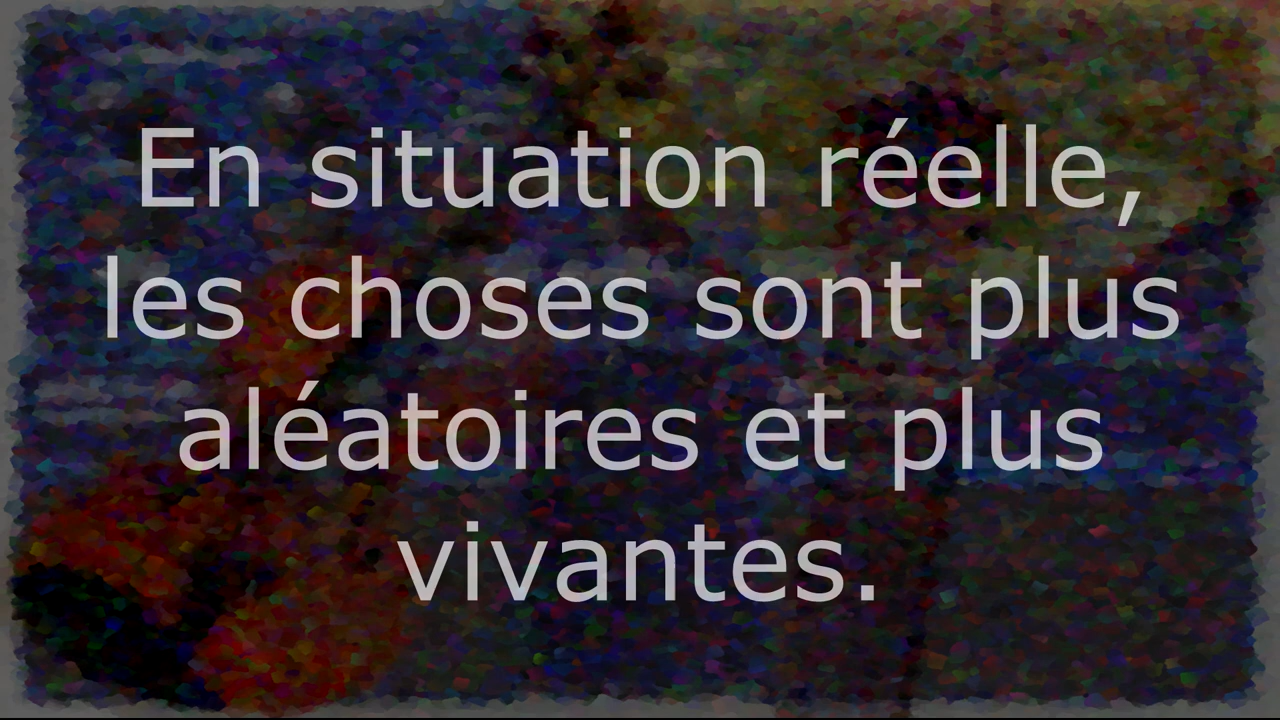 En situation réelle,
les choses sont plus
aléatoires et plus
vivantes.